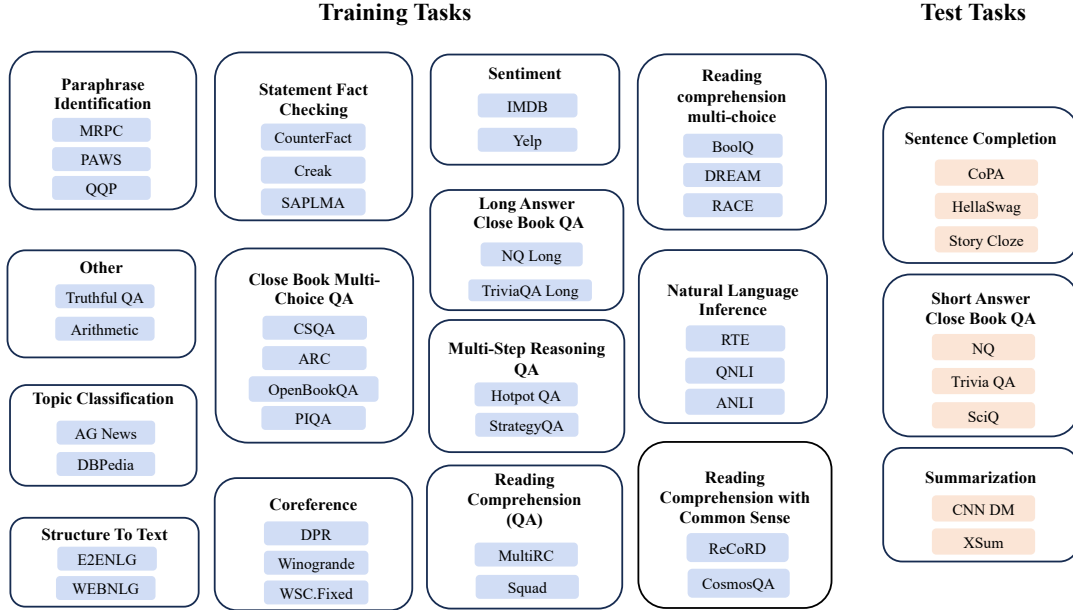 Training Tasks
Test Tasks
Paraphrase
Identification
MRPC
PAWS
QQP
Other
Truthful QA
Arithmetic
Topic Classification
AG News
DBPedia
Structure To Text
E2ENLG
WEBNLG
Statement Fact
Checking
CounterFact
Creak
SAPLMA
Close Book Multi-
Choice QA
CSQA
ARC
OpenBookQA
PIQA
Coreference
DPR
Winogrande
WSC.Fixed
Sentiment
IMDB
Yelp
Long Answer
Close Book QA
NQ Long
TriviaQA Long
Multi-Step Reasoning
QA
Hotpot QA
StrategyQA
Reading
Comprehension
(QA)
MultiRC
Squad
Reading
comprehension
multi-choice
BoolQ
DREAM
RACE
Natural Language
Inference
RTE
QNLI
ANLI
Reading
Comprehension with
Common Sense
ReCoRD
CosmosQA
Sentence Completion
CoPA
HellaSwag
Story Cloze
Short Answer
Close Book QA
NQ
Trivia QA
SciQ
Summarization
CNN DM
XSum